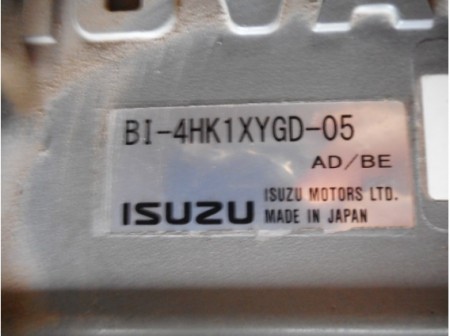 BI-4HK1XYGD-05
AD/BE
ISUZU
ISUZU MOTORS LTD.
MADE IN JAPAN